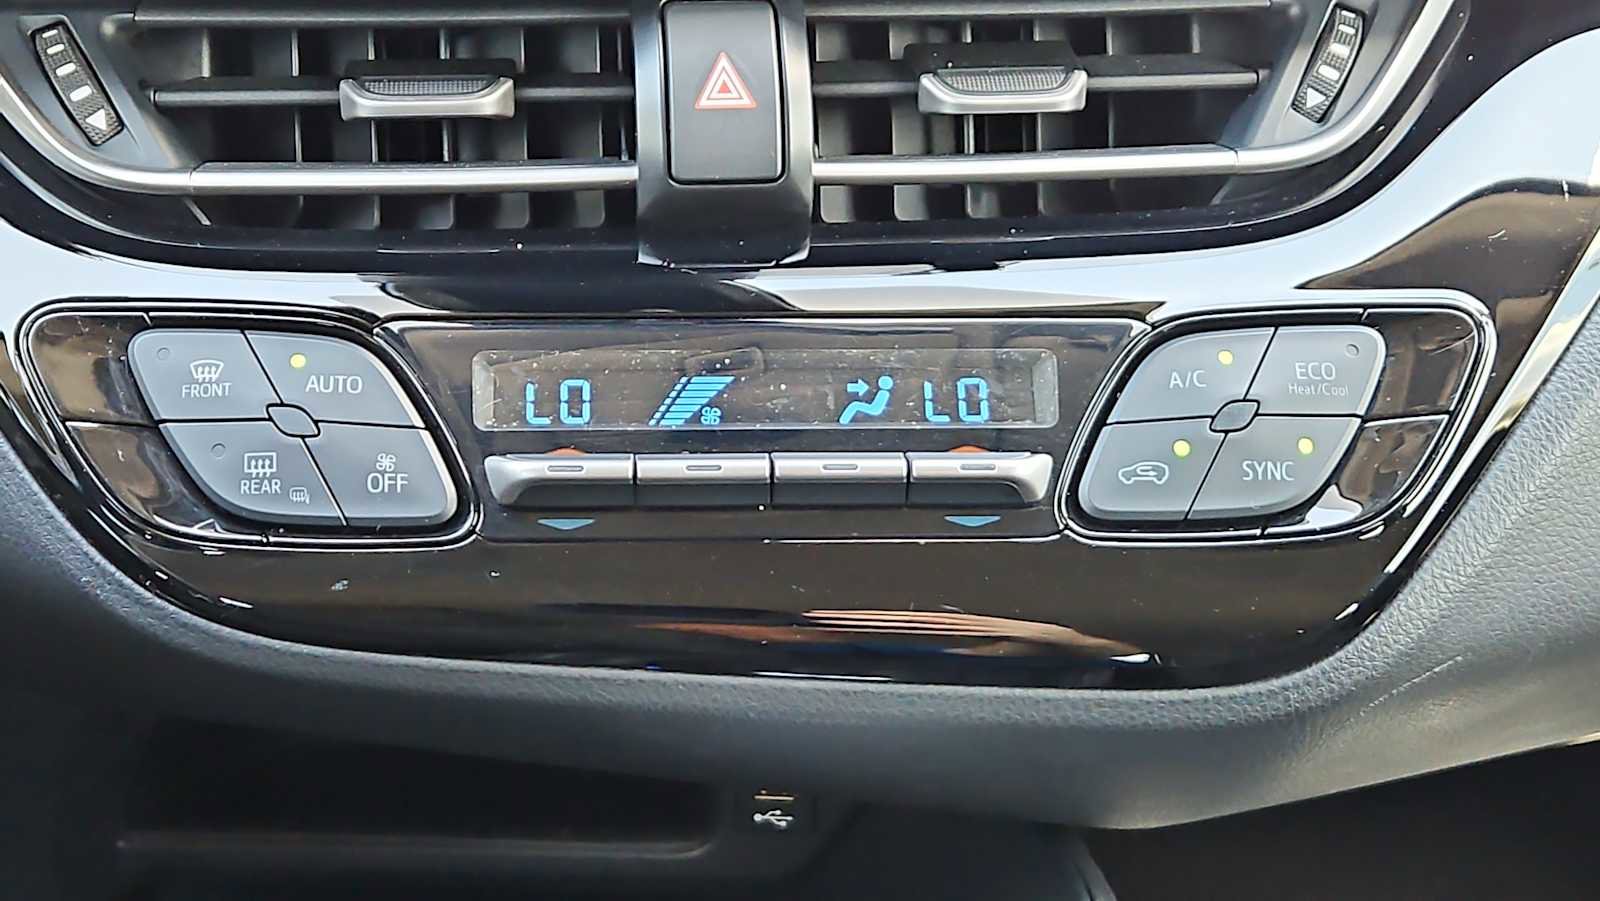 FRONT
AUTO
REAR
OFF
LO
LO
A/C
ECO
Heat/Cool
SYNC